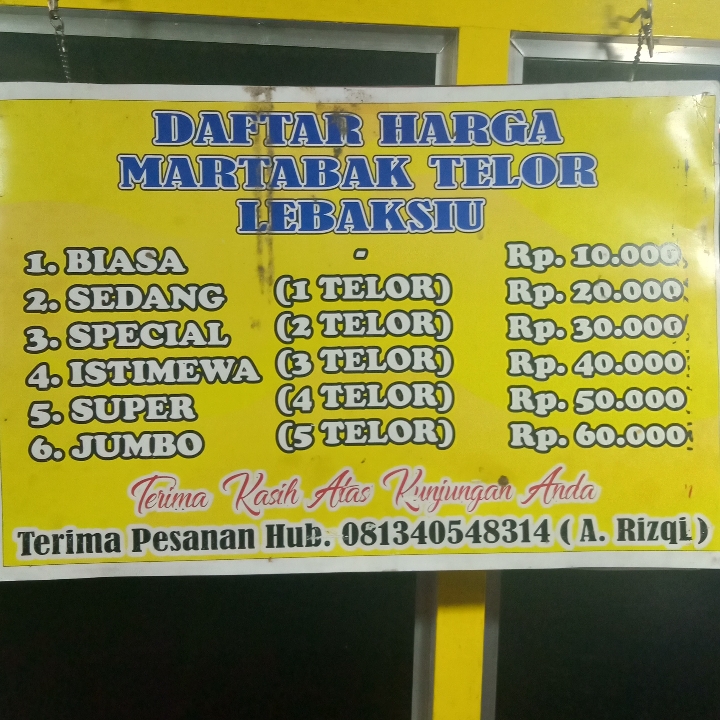 DAFTAR HARGA
MARTABAK TELOR
LEBAKSIU
1. BIASA - Rp. 10.000
2. SEDANG (1 TELOR) Rp. 20.000
3. SPECIAL (2 TELOR) Rp. 30.000
4. ISTIMEWA (3 TELOR) Rp. 40.000
5. SUPER (4 TELOR) Rp. 50.000
6. JUMBO (5 TELOR) Rp. 60.000
Terima Kasih Atas Kunjungan Anda
Terima Pesanan Hub. 081340548314 ( A. Rizqi )